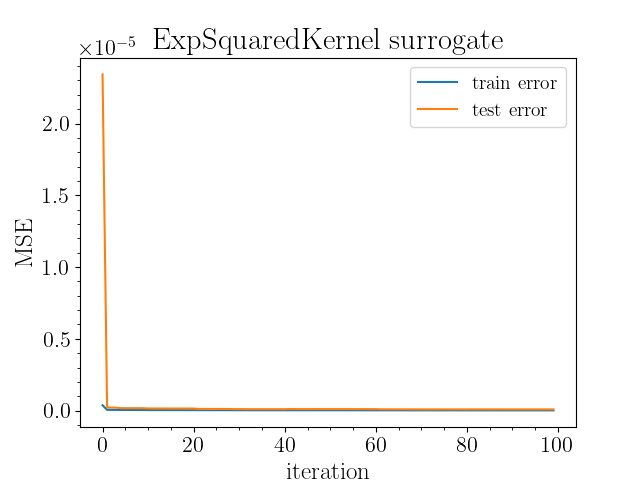 ×10⁻⁵ ExpSquaredKernel surrogate
train error
test error
2.0
1.5
1.0
0.5
0.0
MSE
0 20 40 60 80 100
iteration